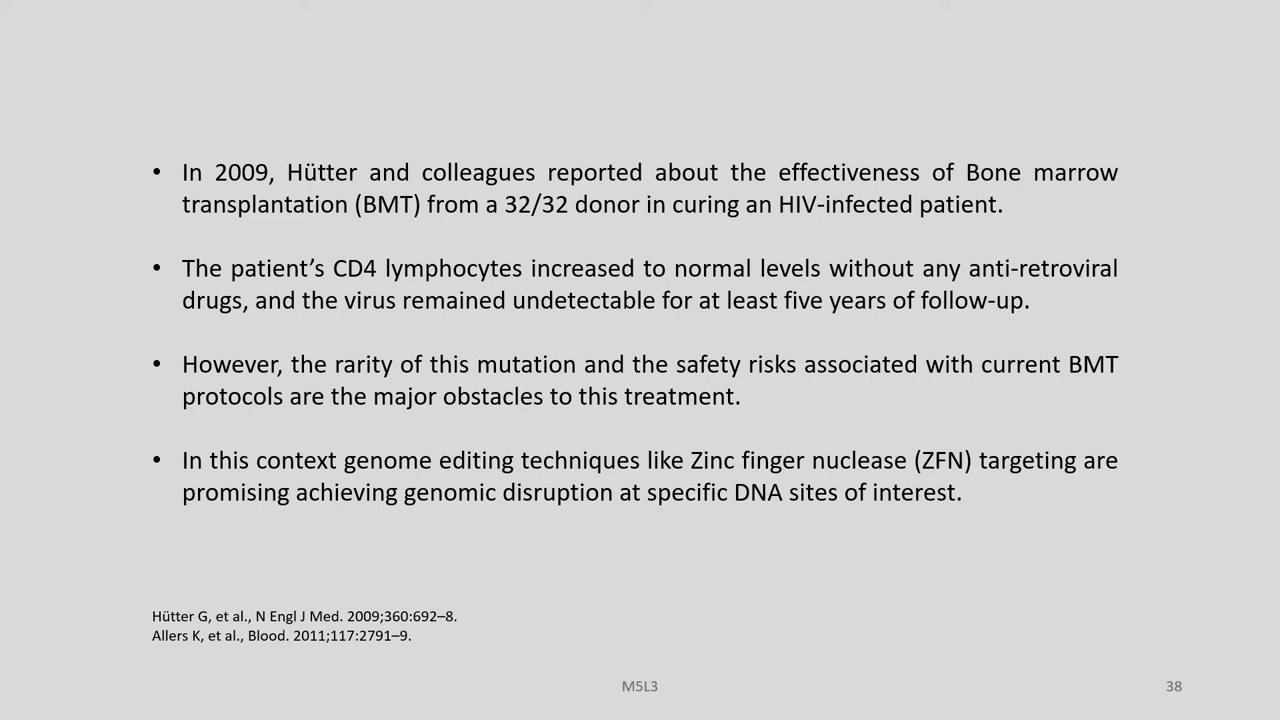 • In 2009, Hütter and colleagues reported about the effectiveness of Bone marrow
transplantation (BMT) from a 32/32 donor in curing an HIV-infected patient.
• The patient’s CD4 lymphocytes increased to normal levels without any anti-retroviral
drugs, and the virus remained undetectable for at least five years of follow-up.
• However, the rarity of this mutation and the safety risks associated with current BMT
protocols are the major obstacles to this treatment.
• In this context genome editing techniques like Zinc finger nuclease (ZFN) targeting are
promising achieving genomic disruption at specific DNA sites of interest.
Hütter G, et al., N Engl J Med. 2009;360:692–8.
Allers K, et al., Blood. 2011;117:2791–9.
M5L3
38